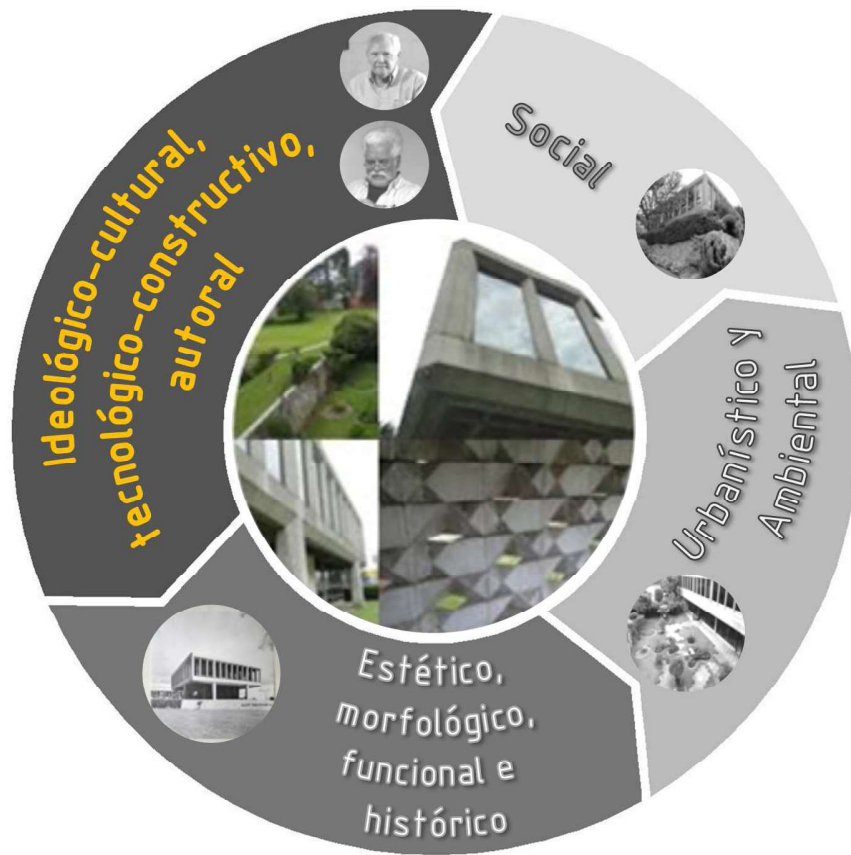 Ideológico-cultural,
tecnológico-constructivo,
autoral
Social
Urbanístico y
Ambiental
Estético,
morfológico,
funcional e
histórico